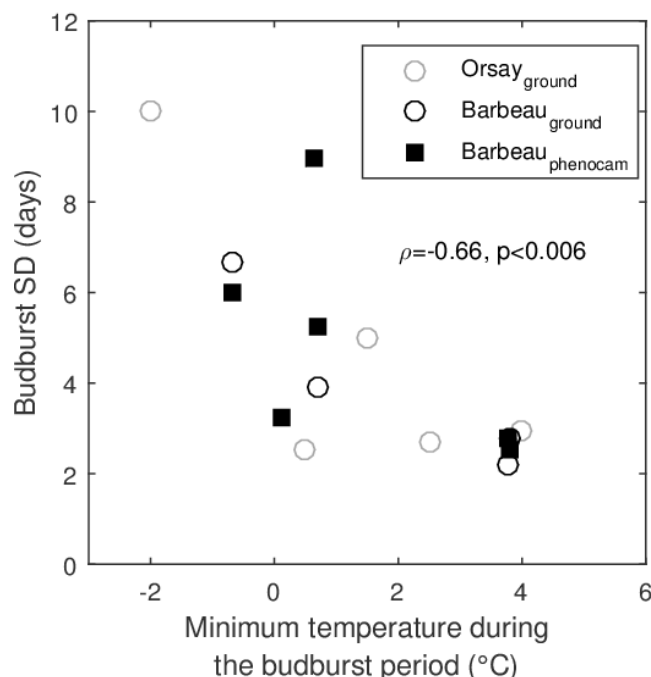 12
10
8
6
4
2
0
-2
0
2
4
6
Budburst SD (days)
Orsay ground
Barbeau ground
Barbeau phenocam
ρ=-0.66, p<0.006
Minimum temperature during
the budburst period (°C)